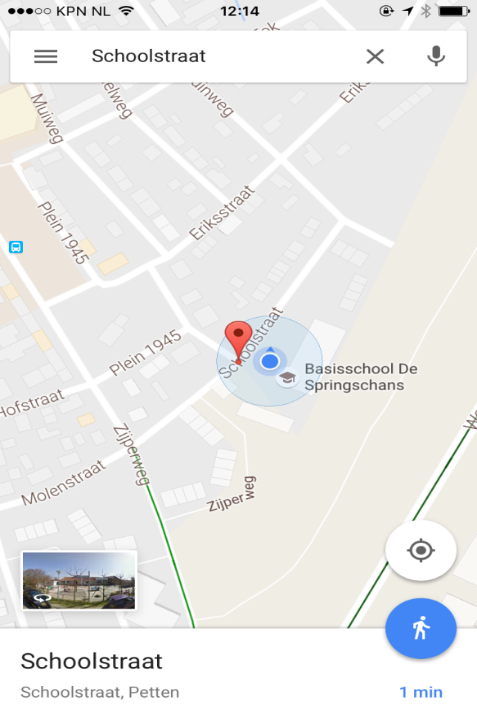 KPN NL 12:14
Schoolstraat
Muiweg
elweg
uinweg
Eriks
Plein 1945
Eriksstraat
Schoolstraat
Plein 1945
Basisschool De
Springschans
Hofstraat
Zijperweg
Molenstraat
Zijperweg
Schoolstraat
Schoolstraat, Petten
1 min